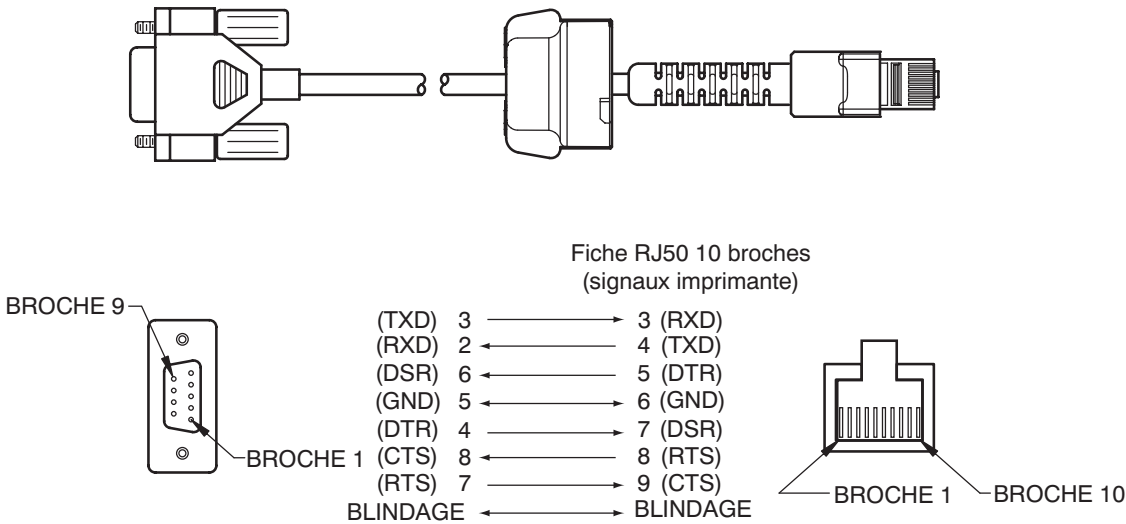 Fiche RJ50 10 broches
(signaux imprimante)
BROCHE 9
(TXD) 3 3 (RXD)
(RXD) 2 4 (TXD)
(DSR) 6 5 (DTR)
(GND) 5 6 (GND)
(DTR) 4 7 (DSR)
BROCHE 1 (CTS) 8 8 (RTS)
(RTS) 7 9 (CTS)
BLINDAGE BLINDAGE
BROCHE 1 BROCHE 10